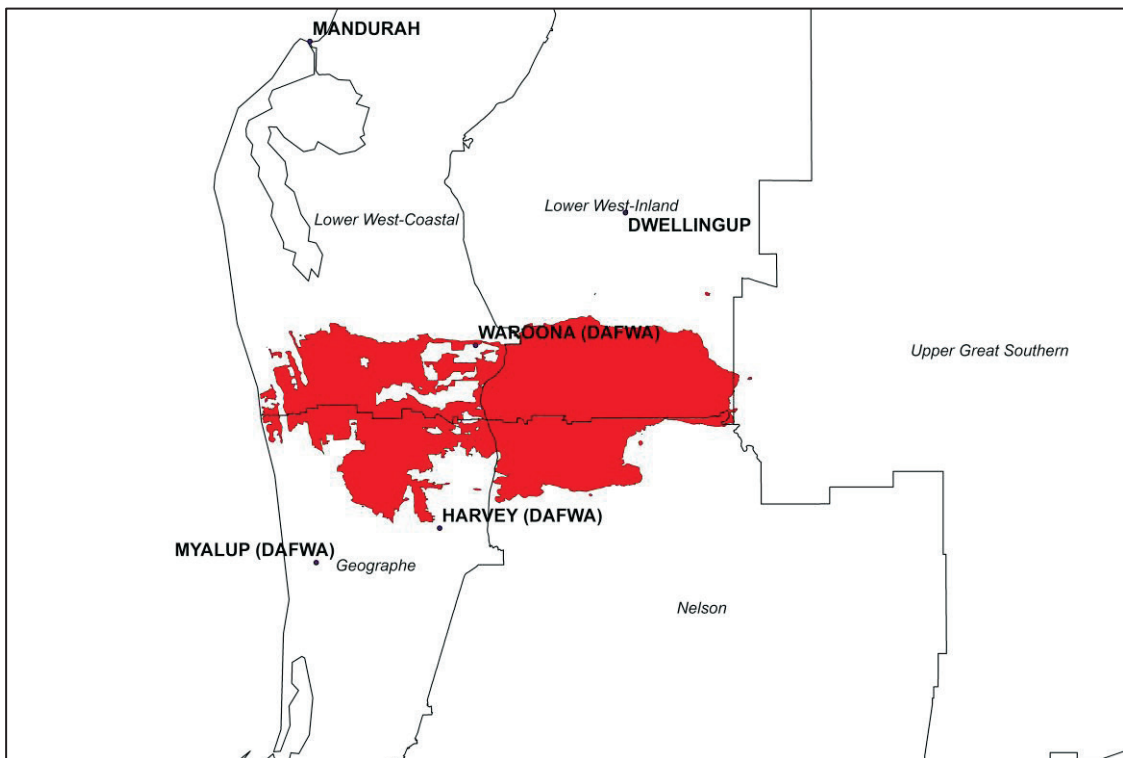 MANDURAH
Lower West-Coastal
Lower West-Inland
DWELLINGUP
WAROONA (DAFWA)
Upper Great Southern
HARVEY (DAFWA)
MYALUP (DAFWA)
Geographe
Nelson